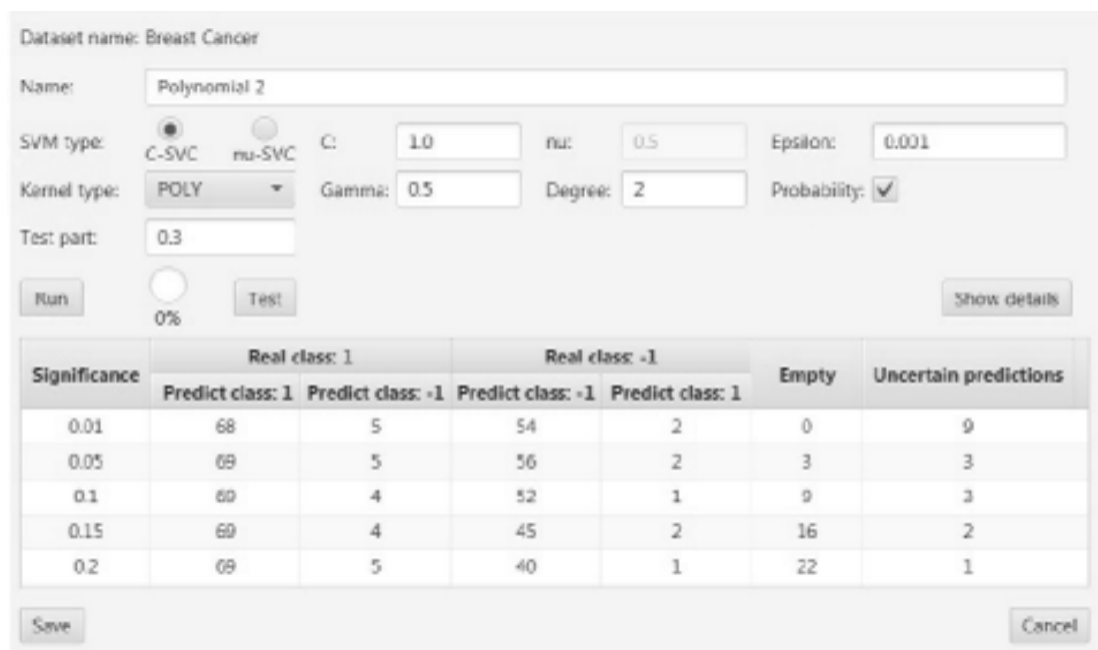 Dataset name: Breast Cancer
Name: Polynomial 2
SVM type: C-SVC nu-SVC C: 1.0 nu: 0.5 Epsilon: 0.001
Kernel type: POLY Gamma: 0.5 Degree: 2 Probability:
Test part: 0.3
Run 0% Test Show details
Significance Real class: 1 Real class: -1 Empty Uncertain predictions
Predict class: 1 Predict class: -1 Predict class: -1 Predict class: 1
0.01 68 5 54 2 0 9
0.05 69 5 56 2 3 3
0.1 69 4 52 1 9 3
0.15 69 4 45 2 16 2
0.2 69 5 40 1 22 1
Save Cancel